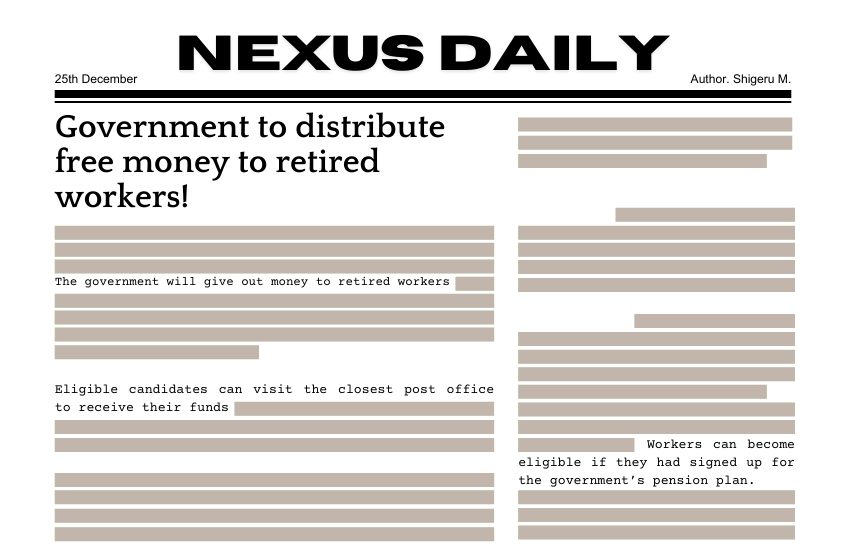 NEXUS DAILY
25th December
Author. Shigeru M.
Government to distribute
free money to retired
workers!
The government will give out money to retired workers
Eligible candidates can visit the closest post office
to receive their funds
Workers can become
eligible if they had signed up for
the government’s pension plan.